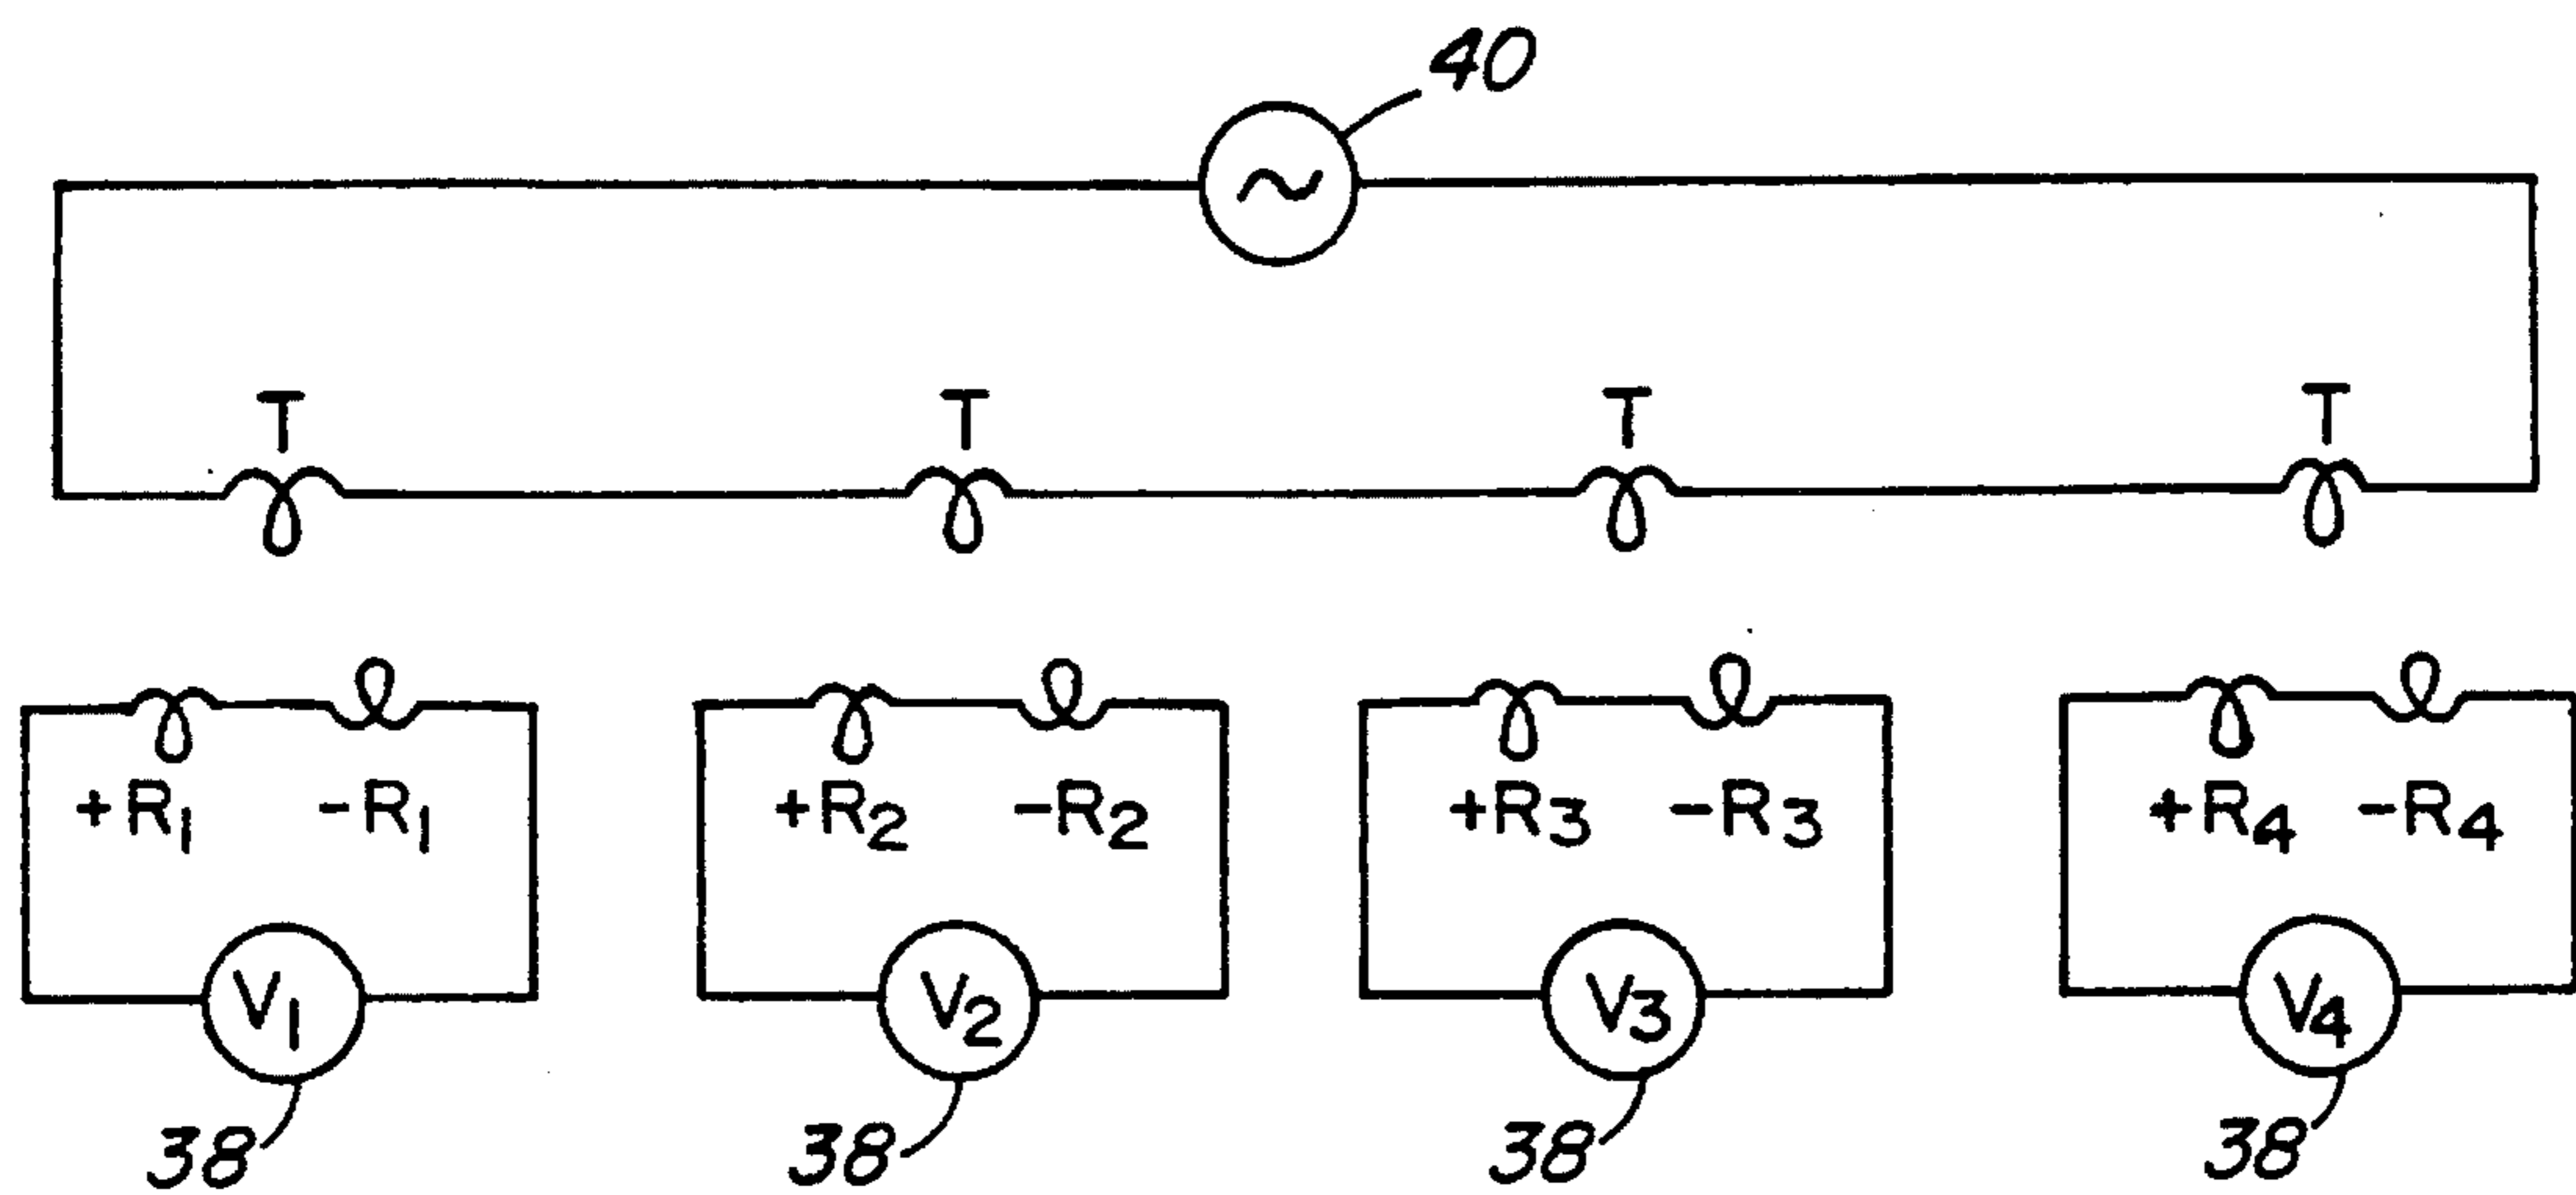 40
T T T T
+R1 -R1 +R2 -R2 +R3 -R3 +R4 -R4
V1 V2 V3 V4
38 38 38 38